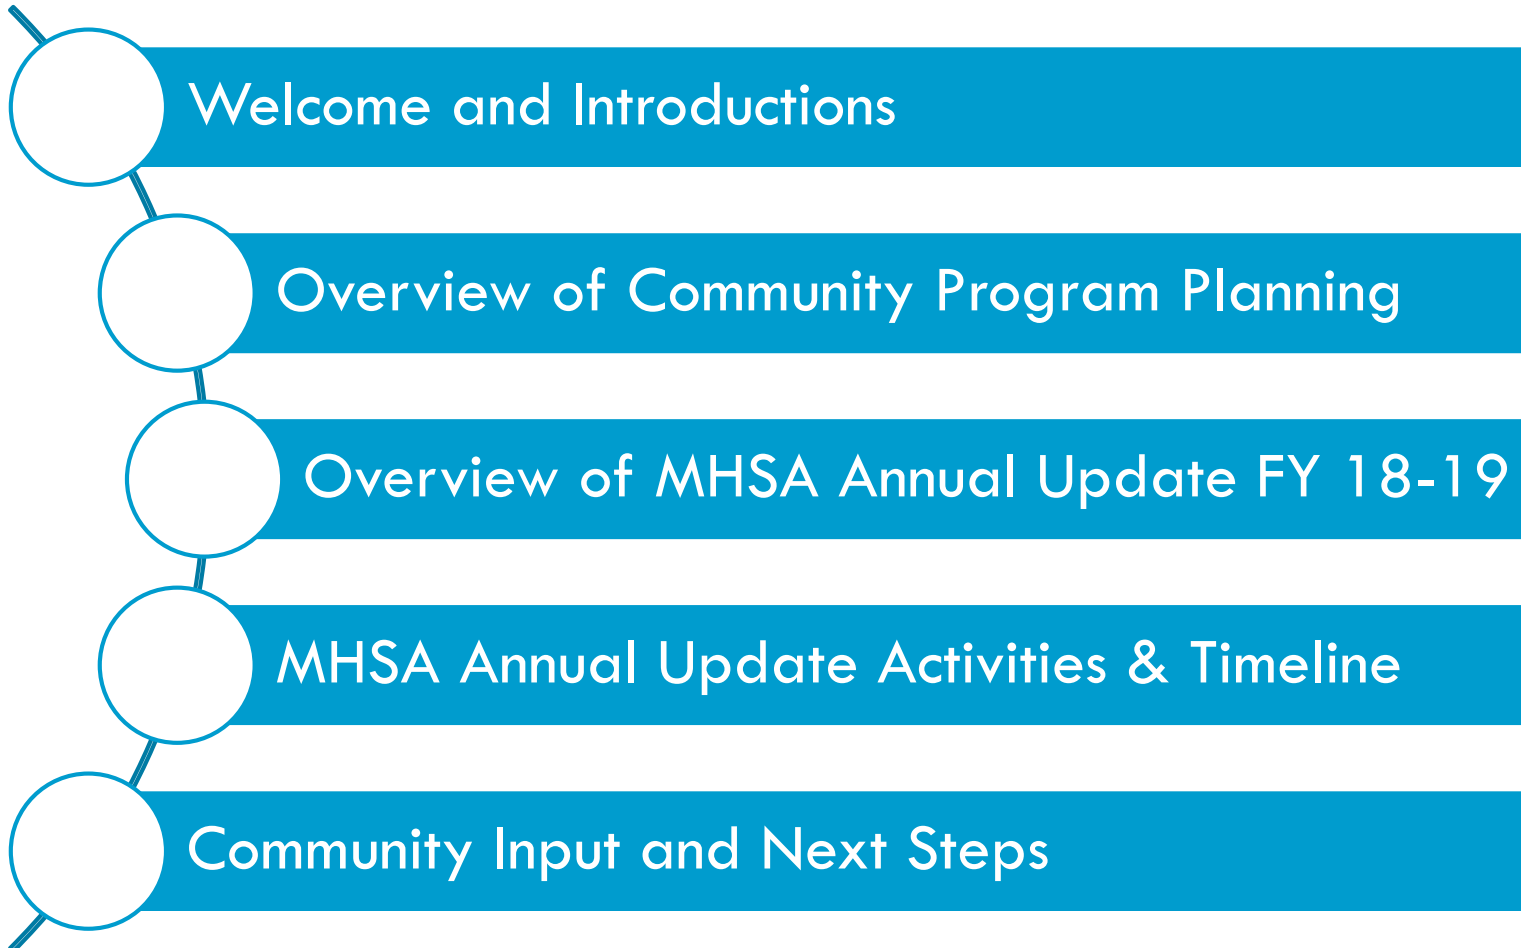 Welcome and Introductions
Overview of Community Program Planning
Overview of MHSA Annual Update FY 18-19
MHSA Annual Update Activities & Timeline
Community Input and Next Steps